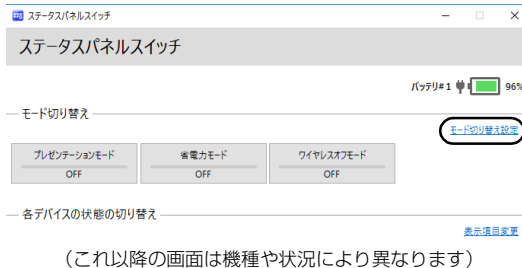 ステータスパネルスイッチ
ステータスパネルスイッチ
バッテリ#1 96%
モード切り替え
モード切り替え設定
プレゼンテーションモード 省電力モード ワイヤレスオフモード
OFF OFF OFF
各デバイスの状態の切り替え
表示項目変更
(これ以降の画面は機種や状況により異なります)